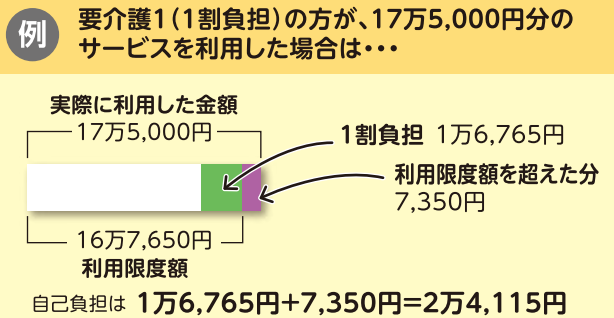 例
要介護1（1割負担）の方が、17万5,000円分の
サービスを利用した場合は・・・
実際に利用した金額
17万5,000円
1割負担 1万6,765円
利用限度額を超えた分
7,350円
16万7,650円
利用限度額
自己負担は 1万6,765円＋7,350円＝2万4,115円